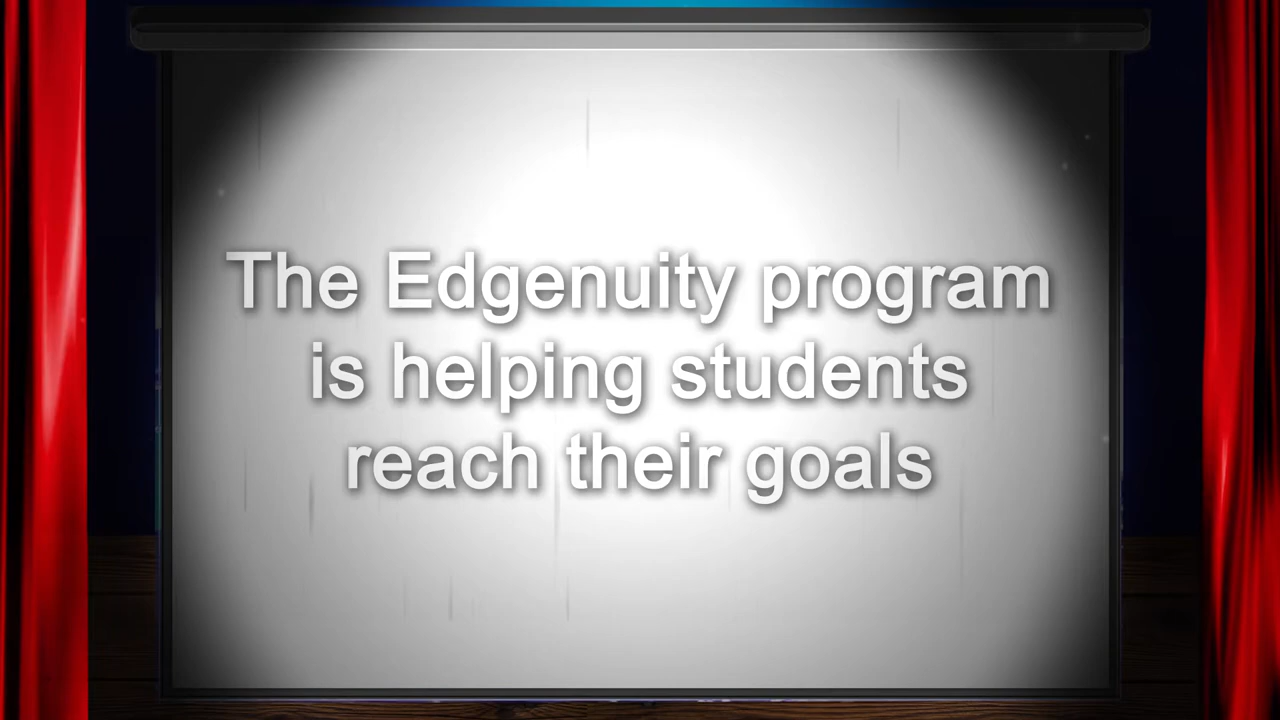 The Edgenuity program
is helping students
reach their goals